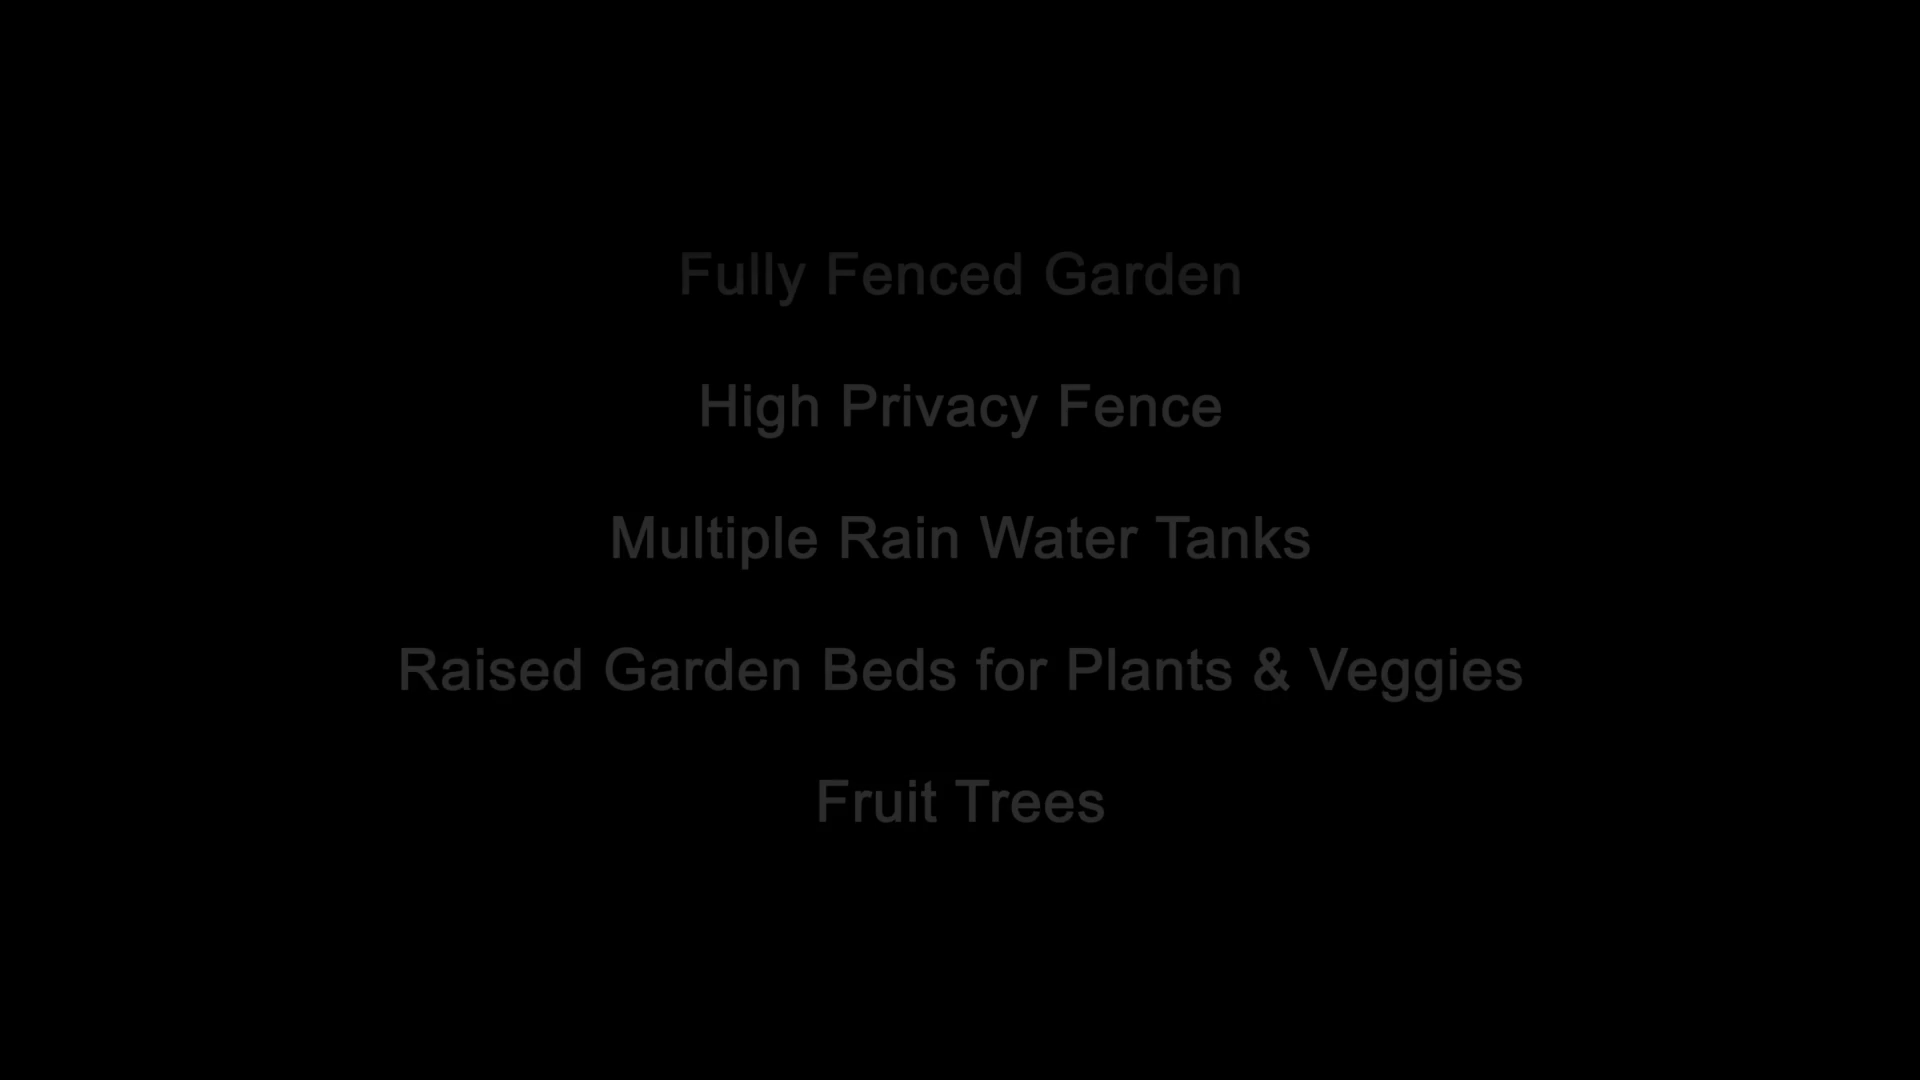 Fully Fenced Garden
High Privacy Fence
Multiple Rain Water Tanks
Raised Garden Beds for Plants & Veggies
Fruit Trees